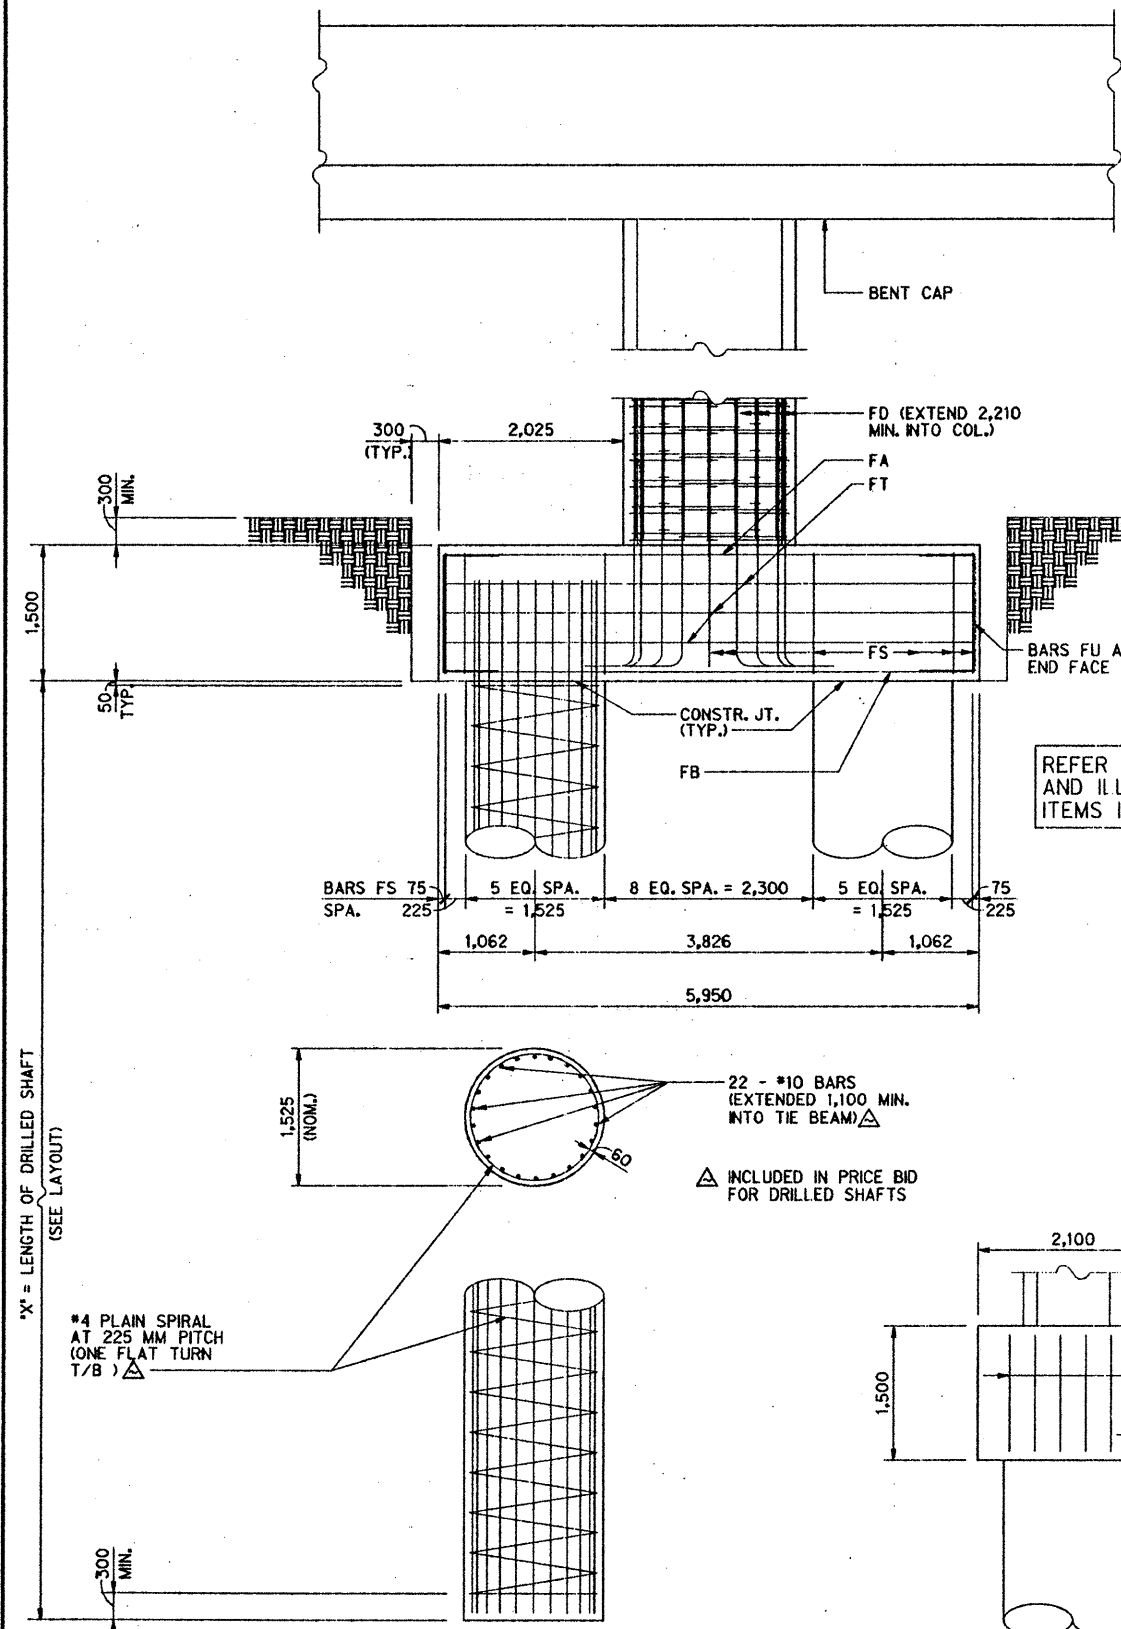 BENT CAP
FD (EXTEND 2,210
MIN. INTO COL.)
300
(TYP.)
2,025
FA
FT
300
MIN.
1,500
FS
BARS FU A
END FACE
50
TYP.
CONSTR. JT.
(TYP.)
FB
REFER
AND ILL
ITEMS I
BARS FS 75
SPA. 225
5 EQ. SPA.
= 1,525
8 EQ. SPA. = 2,300
5 EQ. SPA.
= 1,525
75
225
1,062
3,826
1,062
5,950
"X" = LENGTH OF DRILLED SHAFT
(SEE LAYOUT)
1,525
(NOM.)
22 - #10 BARS
(EXTENDED 1,100 MIN.
INTO TIE BEAM)
60
INCLUDED IN PRICE BID
FOR DRILLED SHAFTS
2,100
#4 PLAIN SPIRAL
AT 225 MM PITCH
(ONE FLAT TURN
T/B )
1,500
300
MIN.